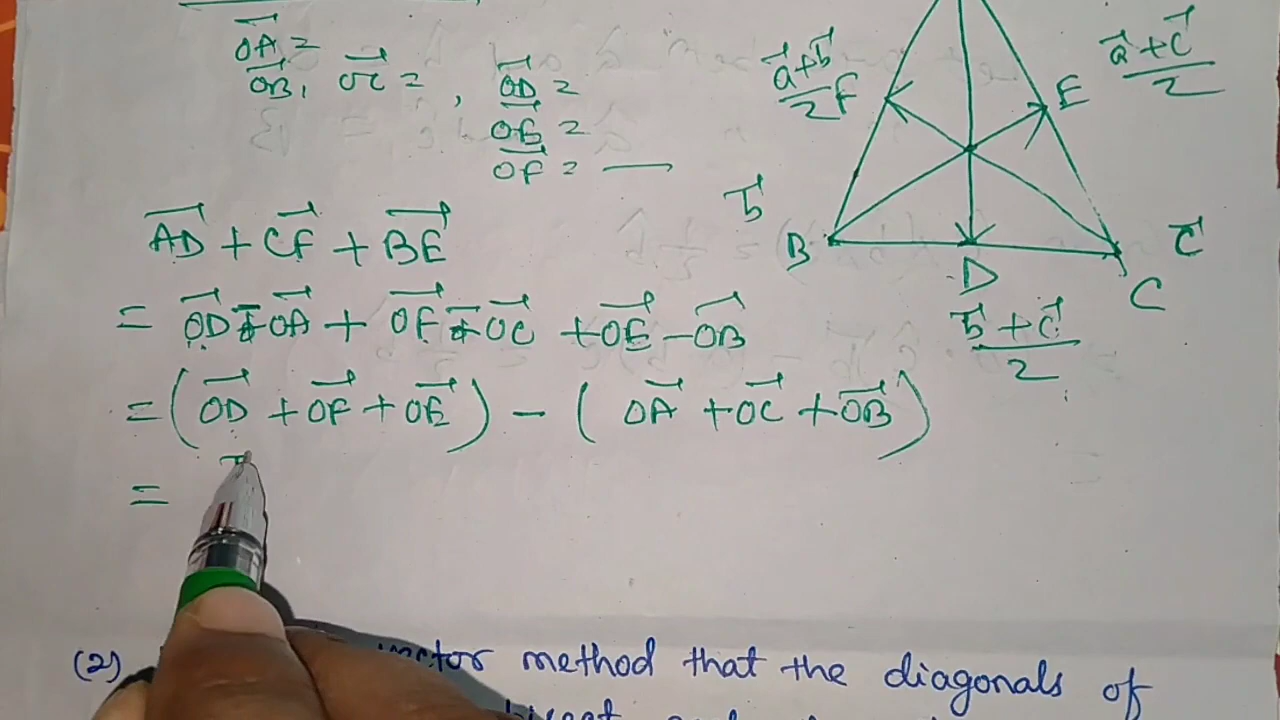 OA⃗ =
OB⃗, OC⃗ = , OD⃗ =
OE⃗ =
OF⃗ = —
(a⃗+b⃗)/2 F
E (a⃗+c⃗)/2
b⃗
B
D
C
c⃗
(b⃗+c⃗)/2
AD⃗ + CF⃗ + BE⃗
= OD⃗ - OA⃗ + OF⃗ - OC⃗ + OE⃗ - OB⃗
= (OD⃗ + OF⃗ + OE⃗) - (OA⃗ + OC⃗ + OB⃗)
=
(2) method that the diagonals of